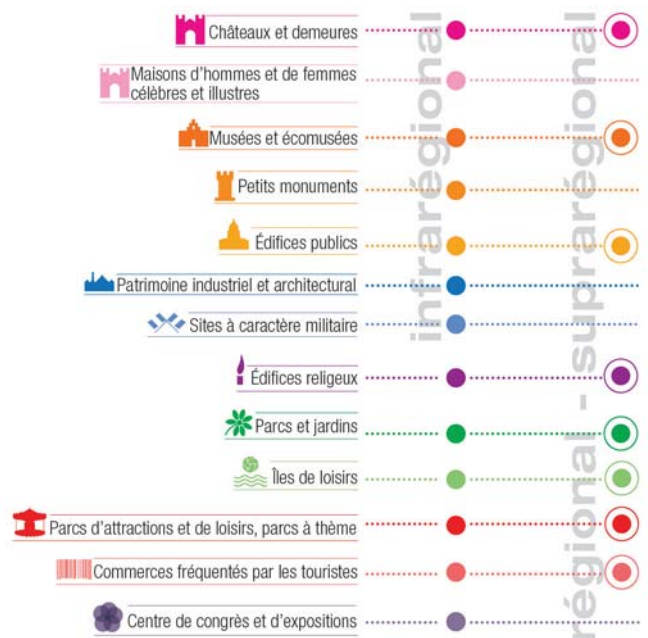 Châteaux et demeures
Maisons d'hommes et de femmes
célèbres et illustres
Musées et écomusées
Petits monuments
Édifices publics
Patrimoine industriel et architectural
Sites à caractère militaire
Édifices religeux
Parcs et jardins
Îles de loisirs
Parcs d'attractions et de loisirs, parcs à thème
Commerces fréquentés par les touristes
Centre de congrès et d'expositions
infrarégional
régional - suprarégional